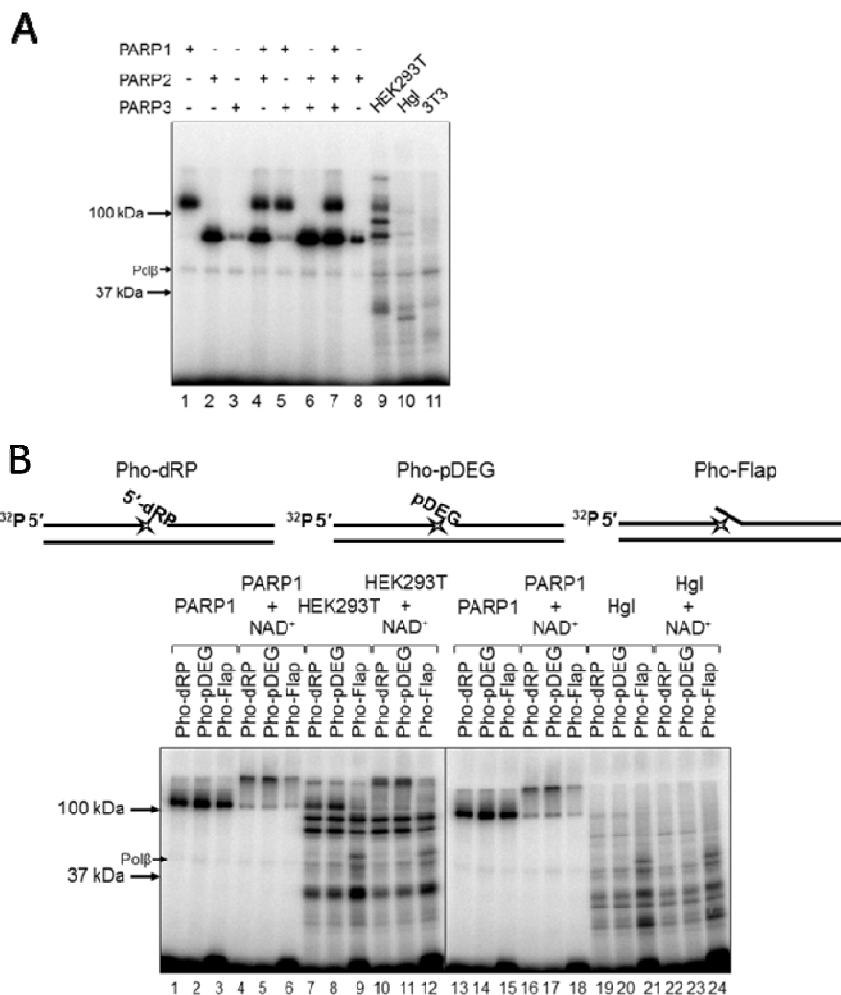 A
PARP1 + - - + + - + -
PARP2 - + - + - + + +
PARP3 - - + - + + + -
HEK293T
Hgl
3T3
100 kDa
Polβ
37 kDa
1 2 3 4 5 6 7 8 9 10 11
B
Pho-dRP Pho-pDEG Pho-Flap
5'-dRP pDEG
32P 5' 32P 5' 32P 5'
PARP1 PARP1 + NAD+ HEK293T HEK293T + NAD+ PARP1 PARP1 + NAD+ Hgl Hgl + NAD+
Pho-dRP Pho-pDEG Pho-Flap Pho-dRP Pho-pDEG Pho-Flap Pho-dRP Pho-pDEG Pho-Flap Pho-dRP Pho-pDEG Pho-Flap Pho-dRP Pho-pDEG Pho-Flap Pho-dRP Pho-pDEG Pho-Flap Pho-dRP Pho-pDEG Pho-Flap Pho-dRP Pho-pDEG Pho-Flap
100 kDa
Polβ
37 kDa
1 2 3 4 5 6 7 8 9 10 11 12 13 14 15 16 17 18 19 20 21 22 23 24